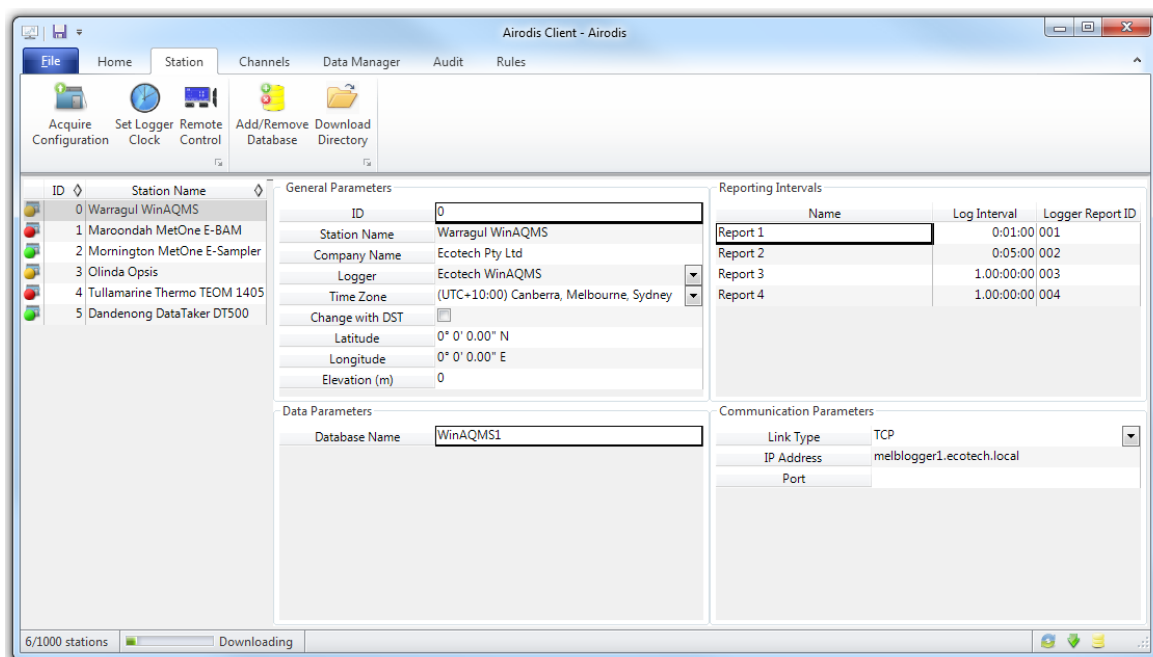 Airodis Client - Airodis
File Home Station Channels Data Manager Audit Rules
Acquire Configuration
Set Logger Clock
Remote Control
Add/Remove Database
Download Directory
ID Station Name
0 Warragul WinAQMS
1 Maroondah MetOne E-BAM
2 Mornington MetOne E-Sampler
3 Olinda Opsis
4 Tullamarine Thermo TEOM 1405
5 Dandenong DataTaker DT500
General Parameters
ID 0
Station Name Warragul WinAQMS
Company Name Ecotech Pty Ltd
Logger Ecotech WinAQMS
Time Zone (UTC+10:00) Canberra, Melbourne, Sydney
Change with DST
Latitude 0° 0' 0.00" N
Longitude 0° 0' 0.00" E
Elevation (m) 0
Reporting Intervals
Name Log Interval Logger Report ID
Report 1 0:01:00 001
Report 2 0:05:00 002
Report 3 1.00:00:00 003
Report 4 1.00:00:00 004
Data Parameters
Database Name WinAQMS1
Communication Parameters
Link Type TCP
IP Address melblogger1.ecotech.local
Port
6/1000 stations Downloading